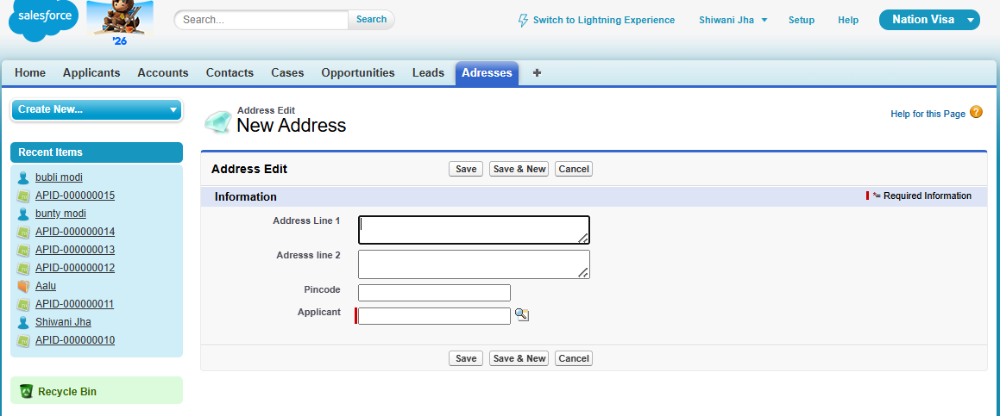 salesforce
'26
Search...
Search
Switch to Lightning Experience
Shiwani Jha
Setup
Help
Nation Visa
Home Applicants Accounts Contacts Cases Opportunities Leads Adresses +
Create New...
Recent Items
bubli modi
APID-000000015
bunty modi
APID-000000014
APID-000000013
APID-000000012
Aalu
APID-000000011
Shiwani Jha
APID-000000010
Recycle Bin
Address Edit
New Address
Help for this Page ?
Address Edit
Save Save & New Cancel
Information
*= Required Information
Address Line 1
Adresss line 2
Pincode
Applicant
Save Save & New Cancel